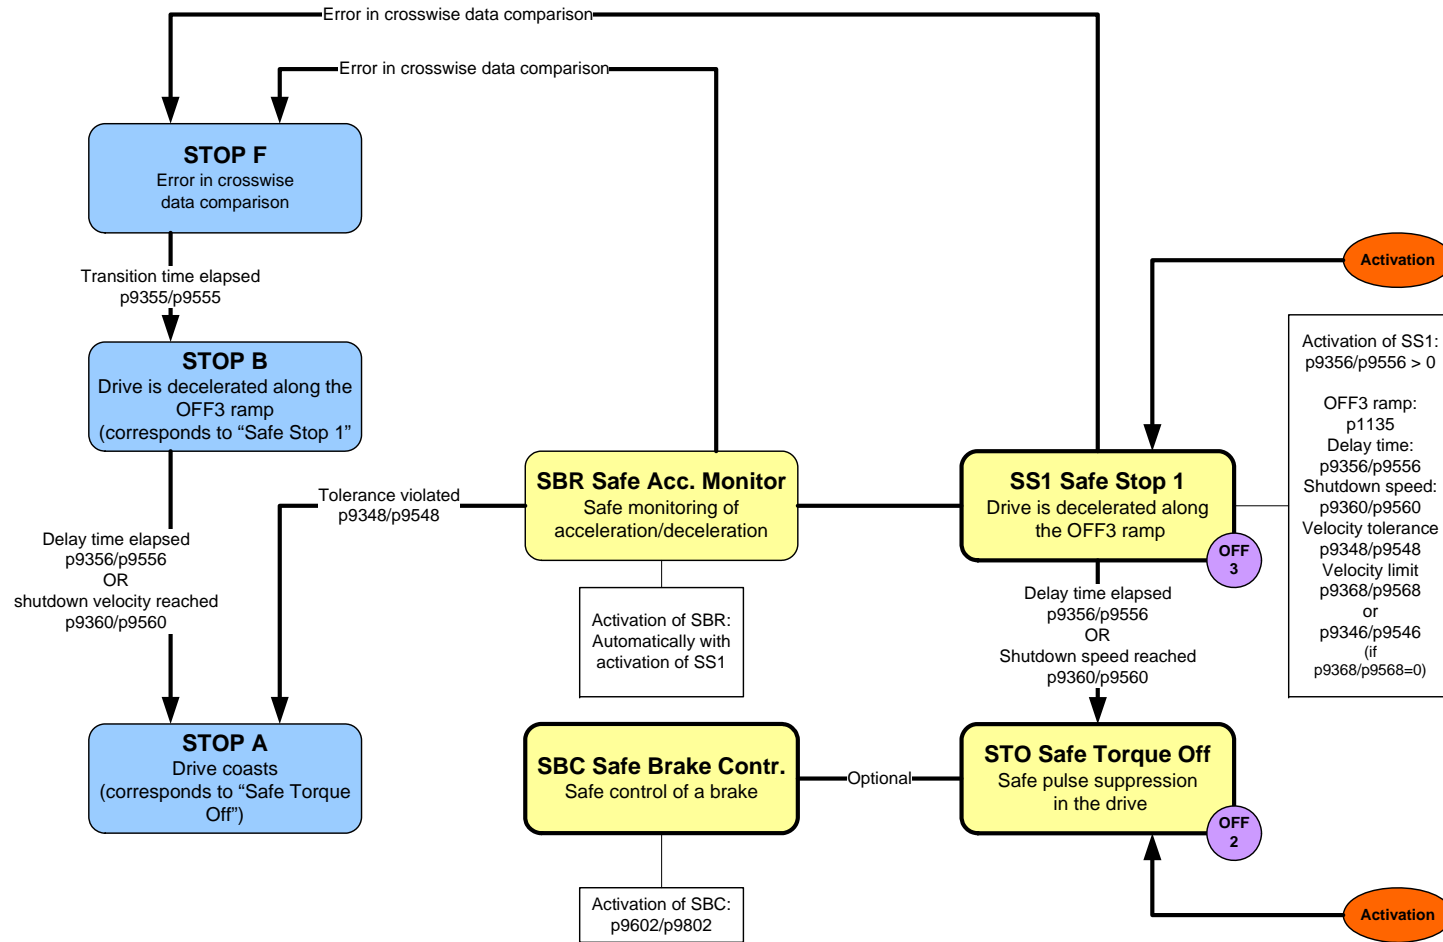 Error in crosswise data comparison
Error in crosswise data comparison
STOP F
Error in crosswise
data comparison
Transition time elapsed
p9355/p9555
STOP B
Drive is decelerated along the
OFF3 ramp
(corresponds to “Safe Stop 1”
Delay time elapsed
p9356/p9556
OR
shutdown velocity reached
p9360/p9560
STOP A
Drive coasts
(corresponds to “Safe Torque
Off”)
Tolerance violated
p9348/p9548
SBR Safe Acc. Monitor
Safe monitoring of
acceleration/deceleration
Activation of SBR:
Automatically with
activation of SS1
SBC Safe Brake Contr.
Safe control of a brake
Activation of SBC:
p9602/p9802
Optional
Activation
SS1 Safe Stop 1
Drive is decelerated along
the OFF3 ramp
OFF
3
Delay time elapsed
p9356/p9556
OR
Shutdown speed reached
p9360/p9560
STO Safe Torque Off
Safe pulse suppression
in the drive
OFF
2
Activation
Activation of SS1:
p9356/p9556 > 0
OFF3 ramp:
p1135
Delay time:
p9356/p9556
Shutdown speed:
p9360/p9560
Velocity tolerance
p9348/p9548
Velocity limit
p9368/p9568
or
p9346/p9546
(if
p9368/p9568=0)